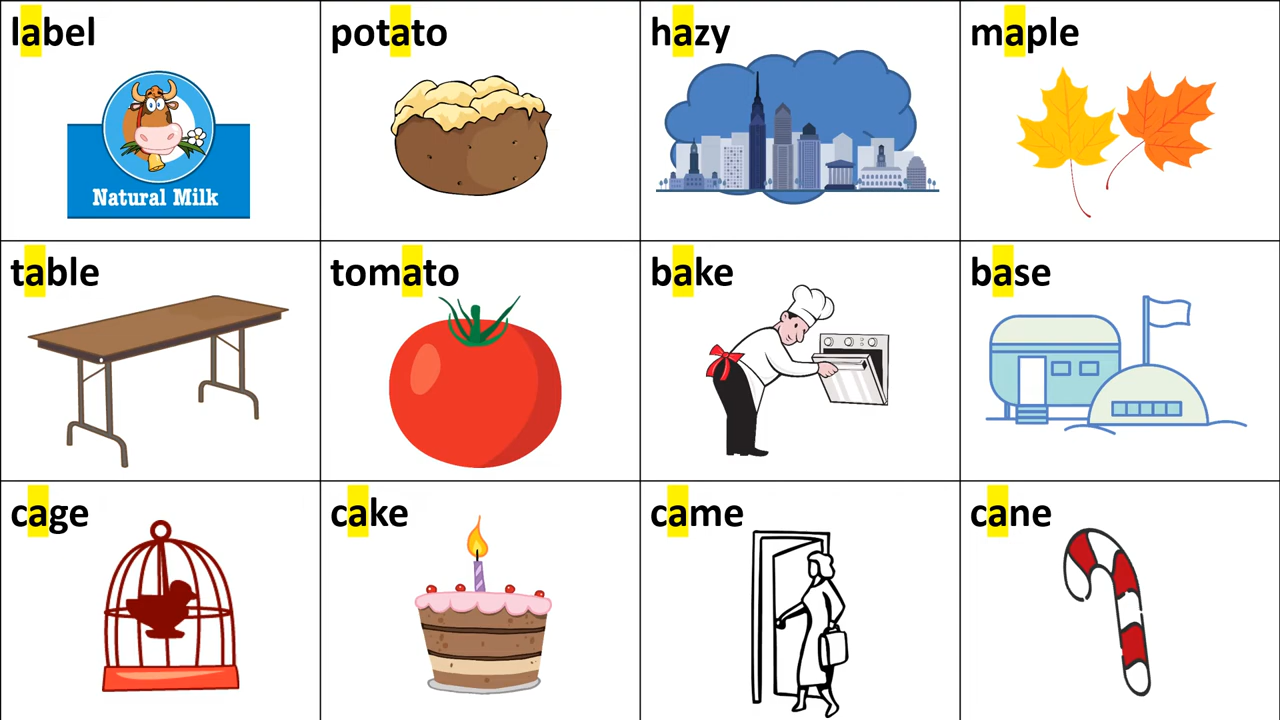 label
potato
hazy
maple
Natural Milk
table
tomato
bake
base
cage
cake
came
cane